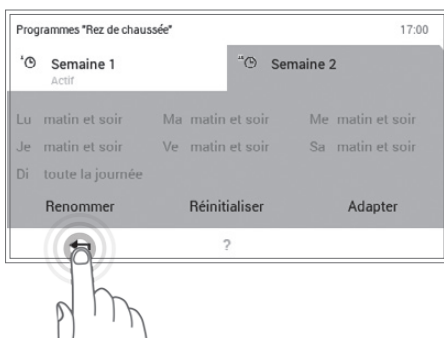 Programmes "Rez de chaussée" 17:00
Semaine 1 Semaine 2
Actif
Lu matin et soir Ma matin et soir Me matin et soir
Je matin et soir Ve matin et soir Sa matin et soir
Di toute la journée
Renommer Réinitialiser Adapter
?